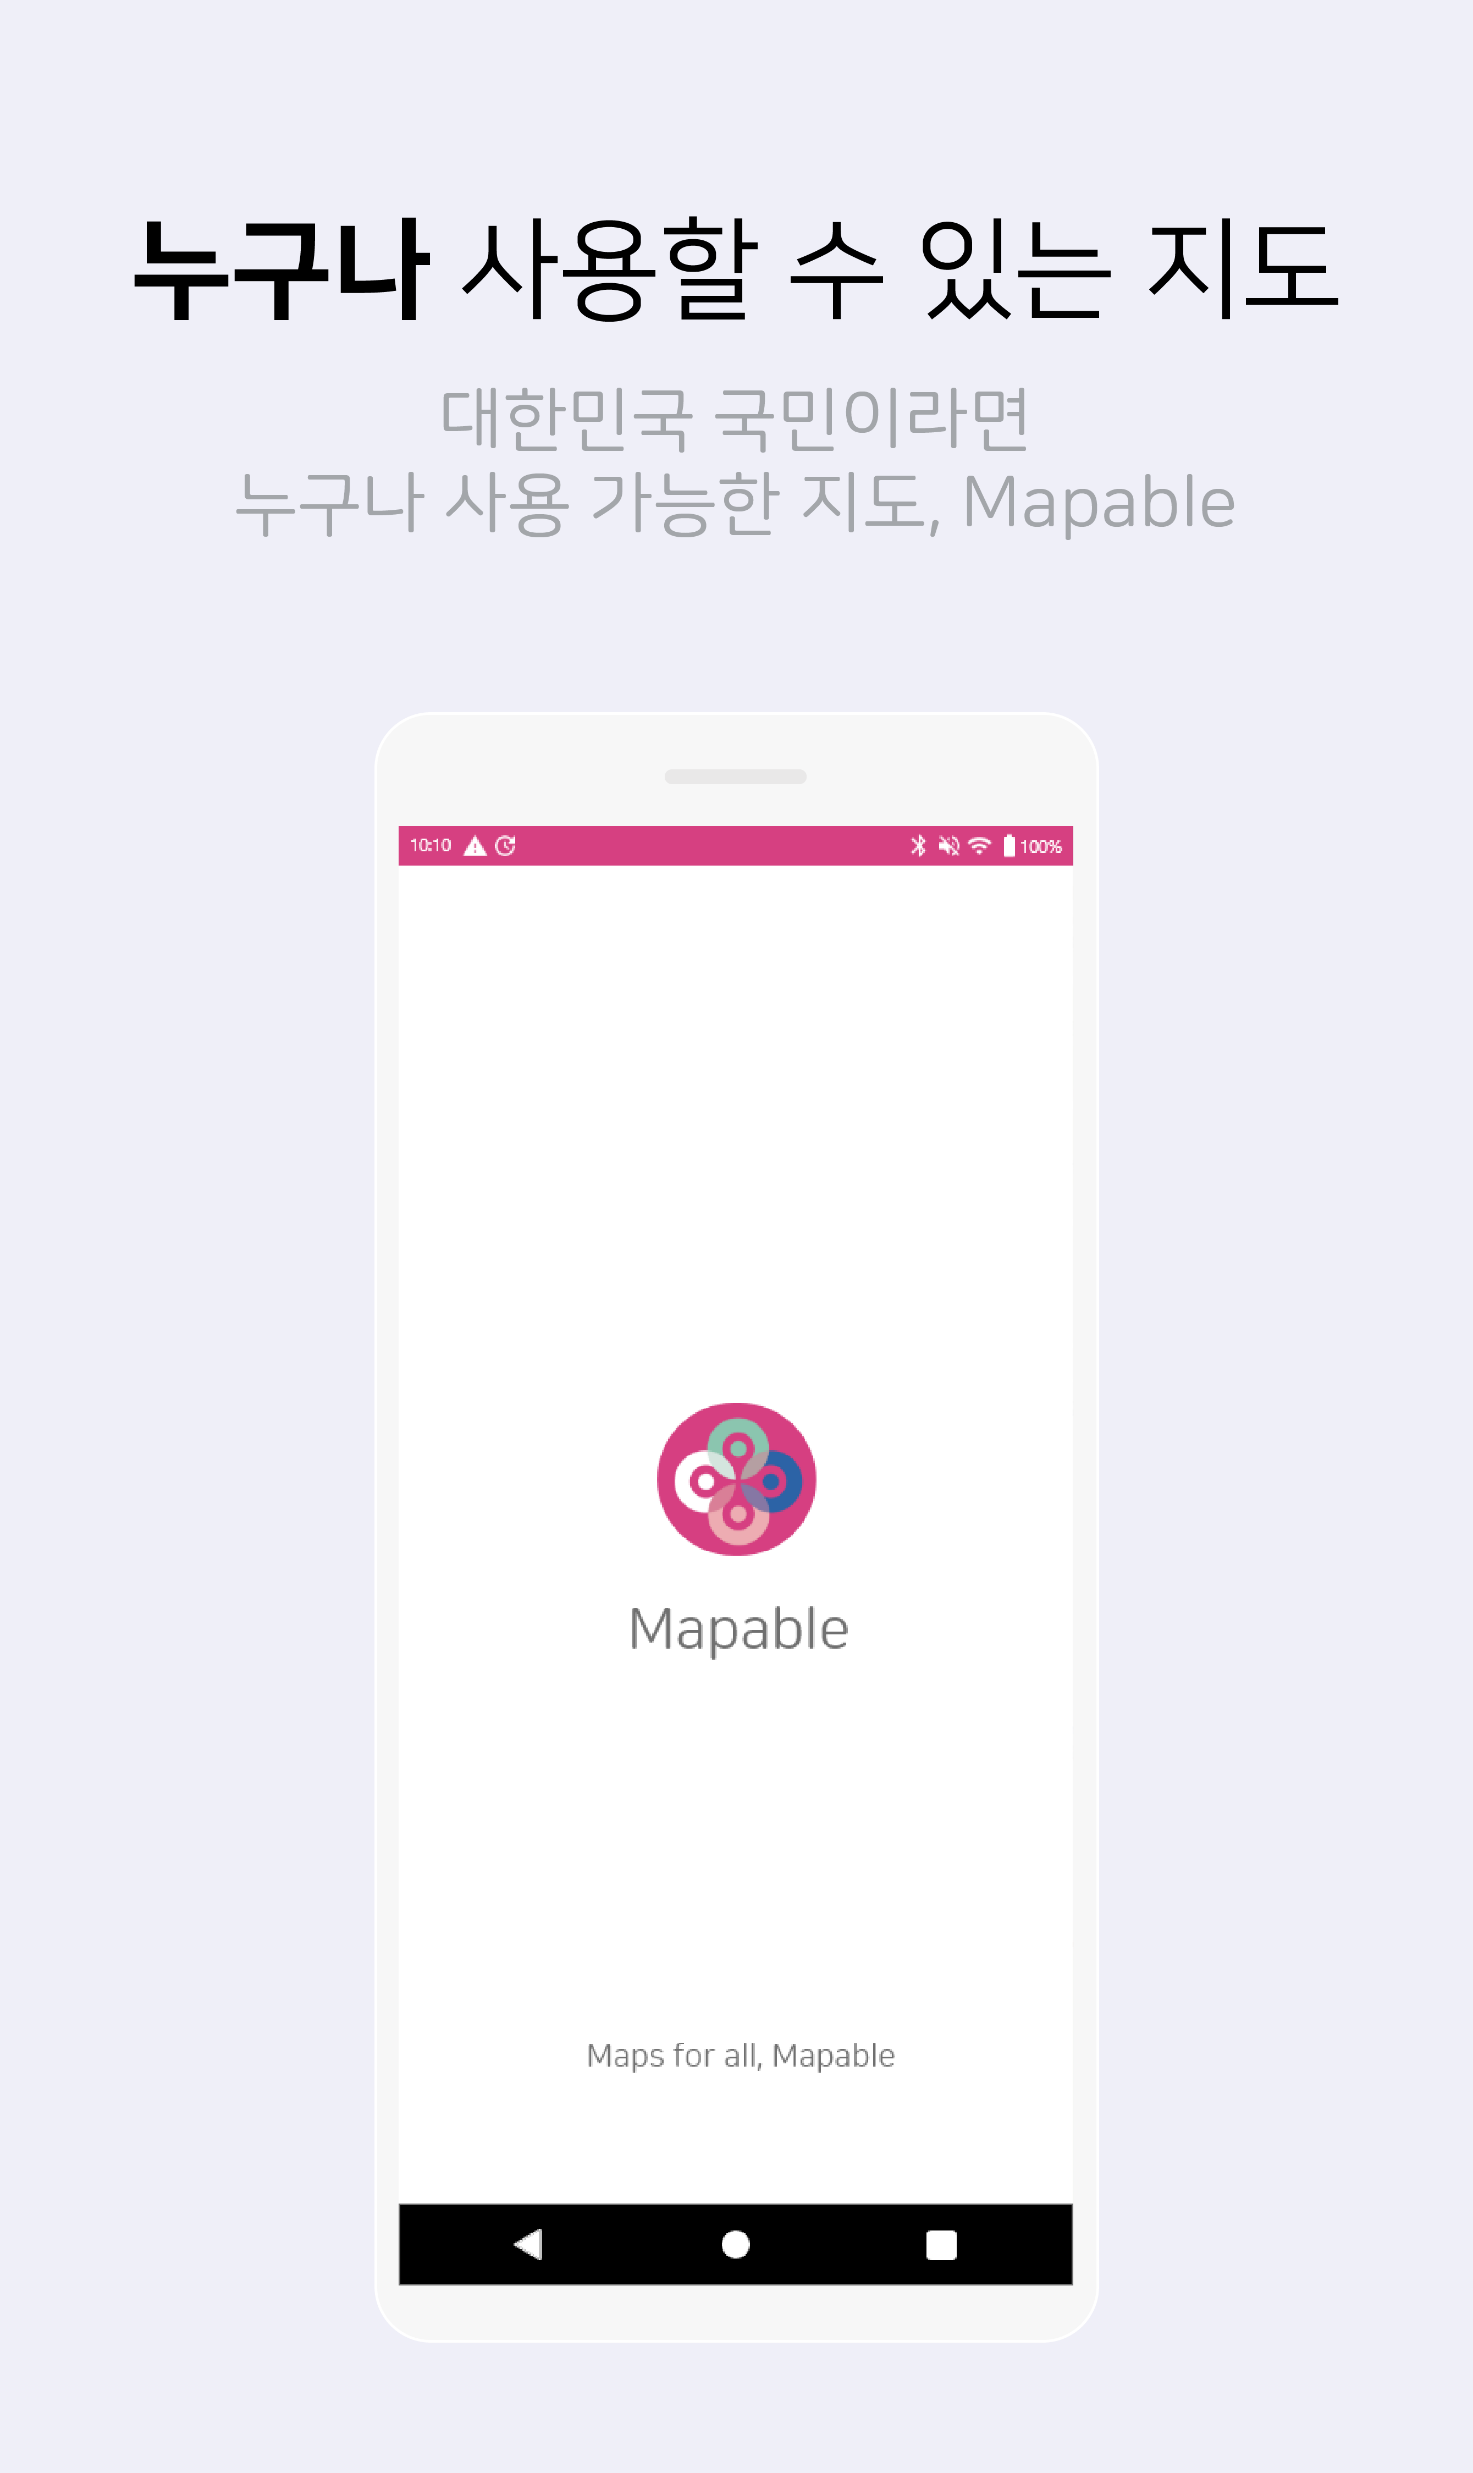 누구나 사용할 수 있는 지도
대한민국 국민이라면
누구나 사용 가능한 지도, Mapable
10:10 100%
Mapable
Maps for all, Mapable